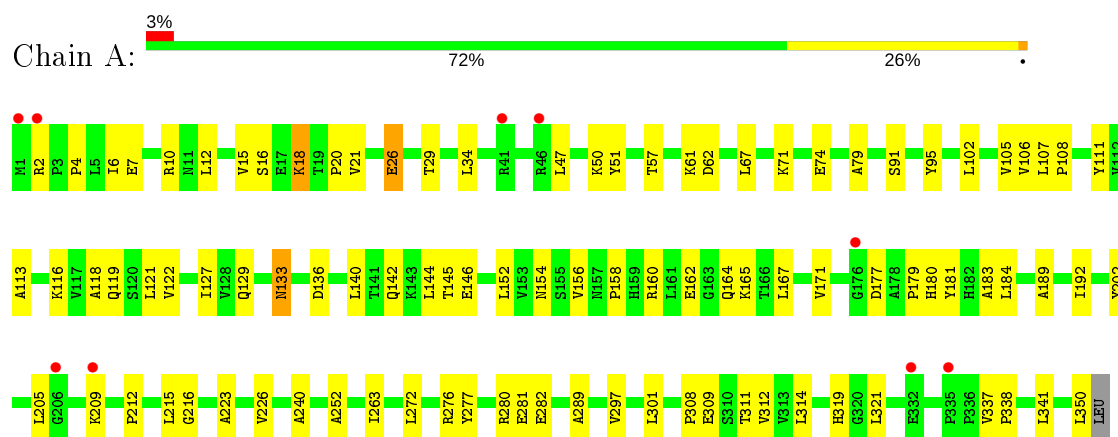 3%
Chain A:
72% 26% •
M1 R2 P3 P4 L5 I6 E7 R10 N11 L12 V15 S16 E17 K18 T19 P20 V21 E26 T29 L34 R41 R46 L47 K50 Y51 T57 K61 D62 L67 K71 E74 A79 S91 Y95 L102 V105 V106 L107 P108 Y111 V112
A113 K116 V117 A118 Q119 S120 L121 V122 I127 V128 Q129 N133 D136 L140 T141 Q142 K143 L144 T145 E146 L152 V153 N154 S155 V156 N157 P158 H159 R160 L161 E162 G163 Q164 K165 T166 L167 V171 G176 D177 A178 P179 H180 Y181 H182 A183 L184 A189 I192 Y202
L205 G206 K209 P212 L215 G216 A223 V226 A240 A252 I263 L272 R276 Y277 R280 E281 E282 A289 V297 L301 P308 E309 S310 T311 V312 V313 L314 H319 G320 L321 F332 P335 P336 V337 P338 L341 L350 LEU